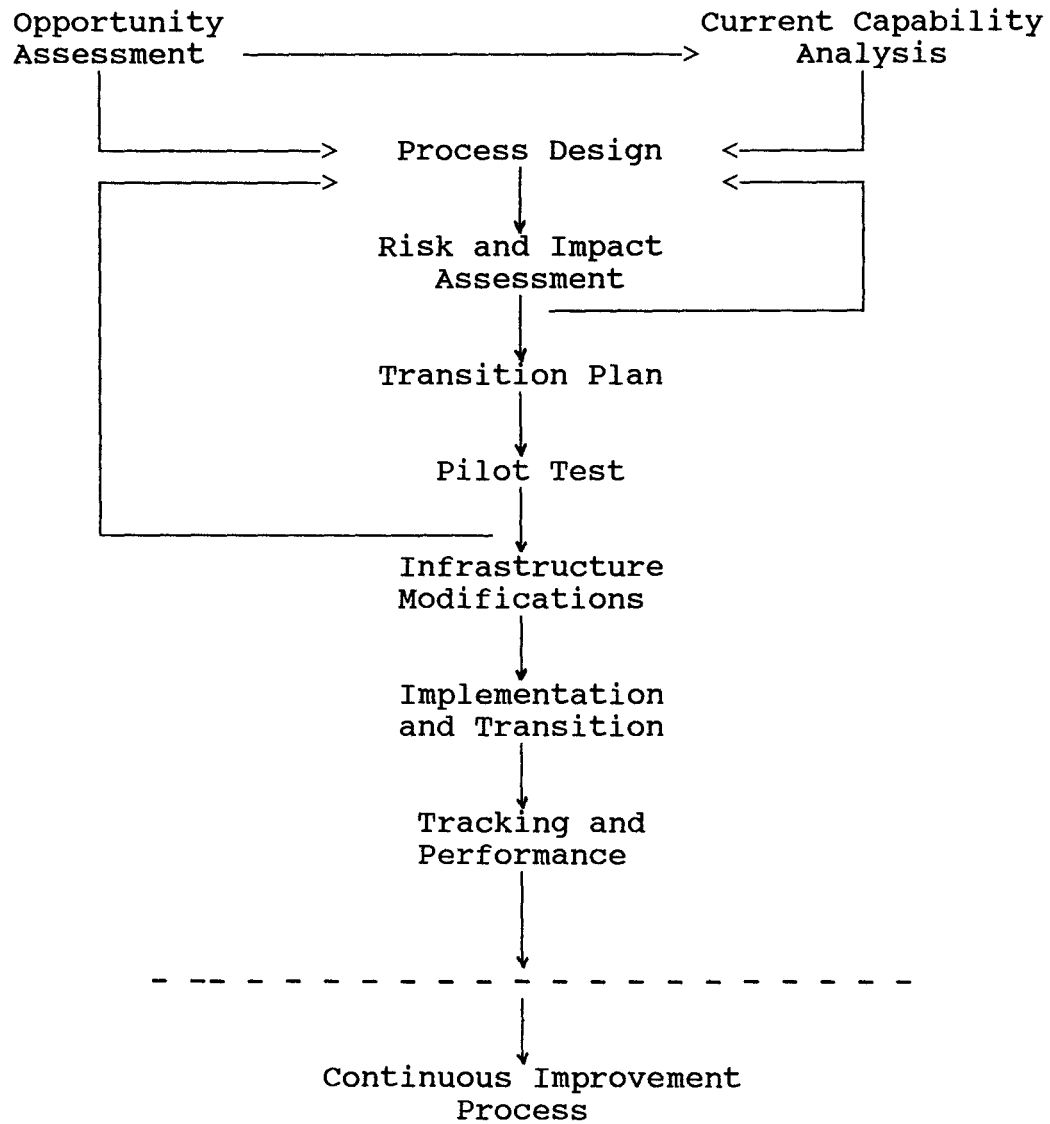 Opportunity
Assessment
Current Capability
Analysis
Process Design
Risk and Impact
Assessment
Transition Plan
Pilot Test
Infrastructure
Modifications
Implementation
and Transition
Tracking and
Performance
Continuous Improvement
Process